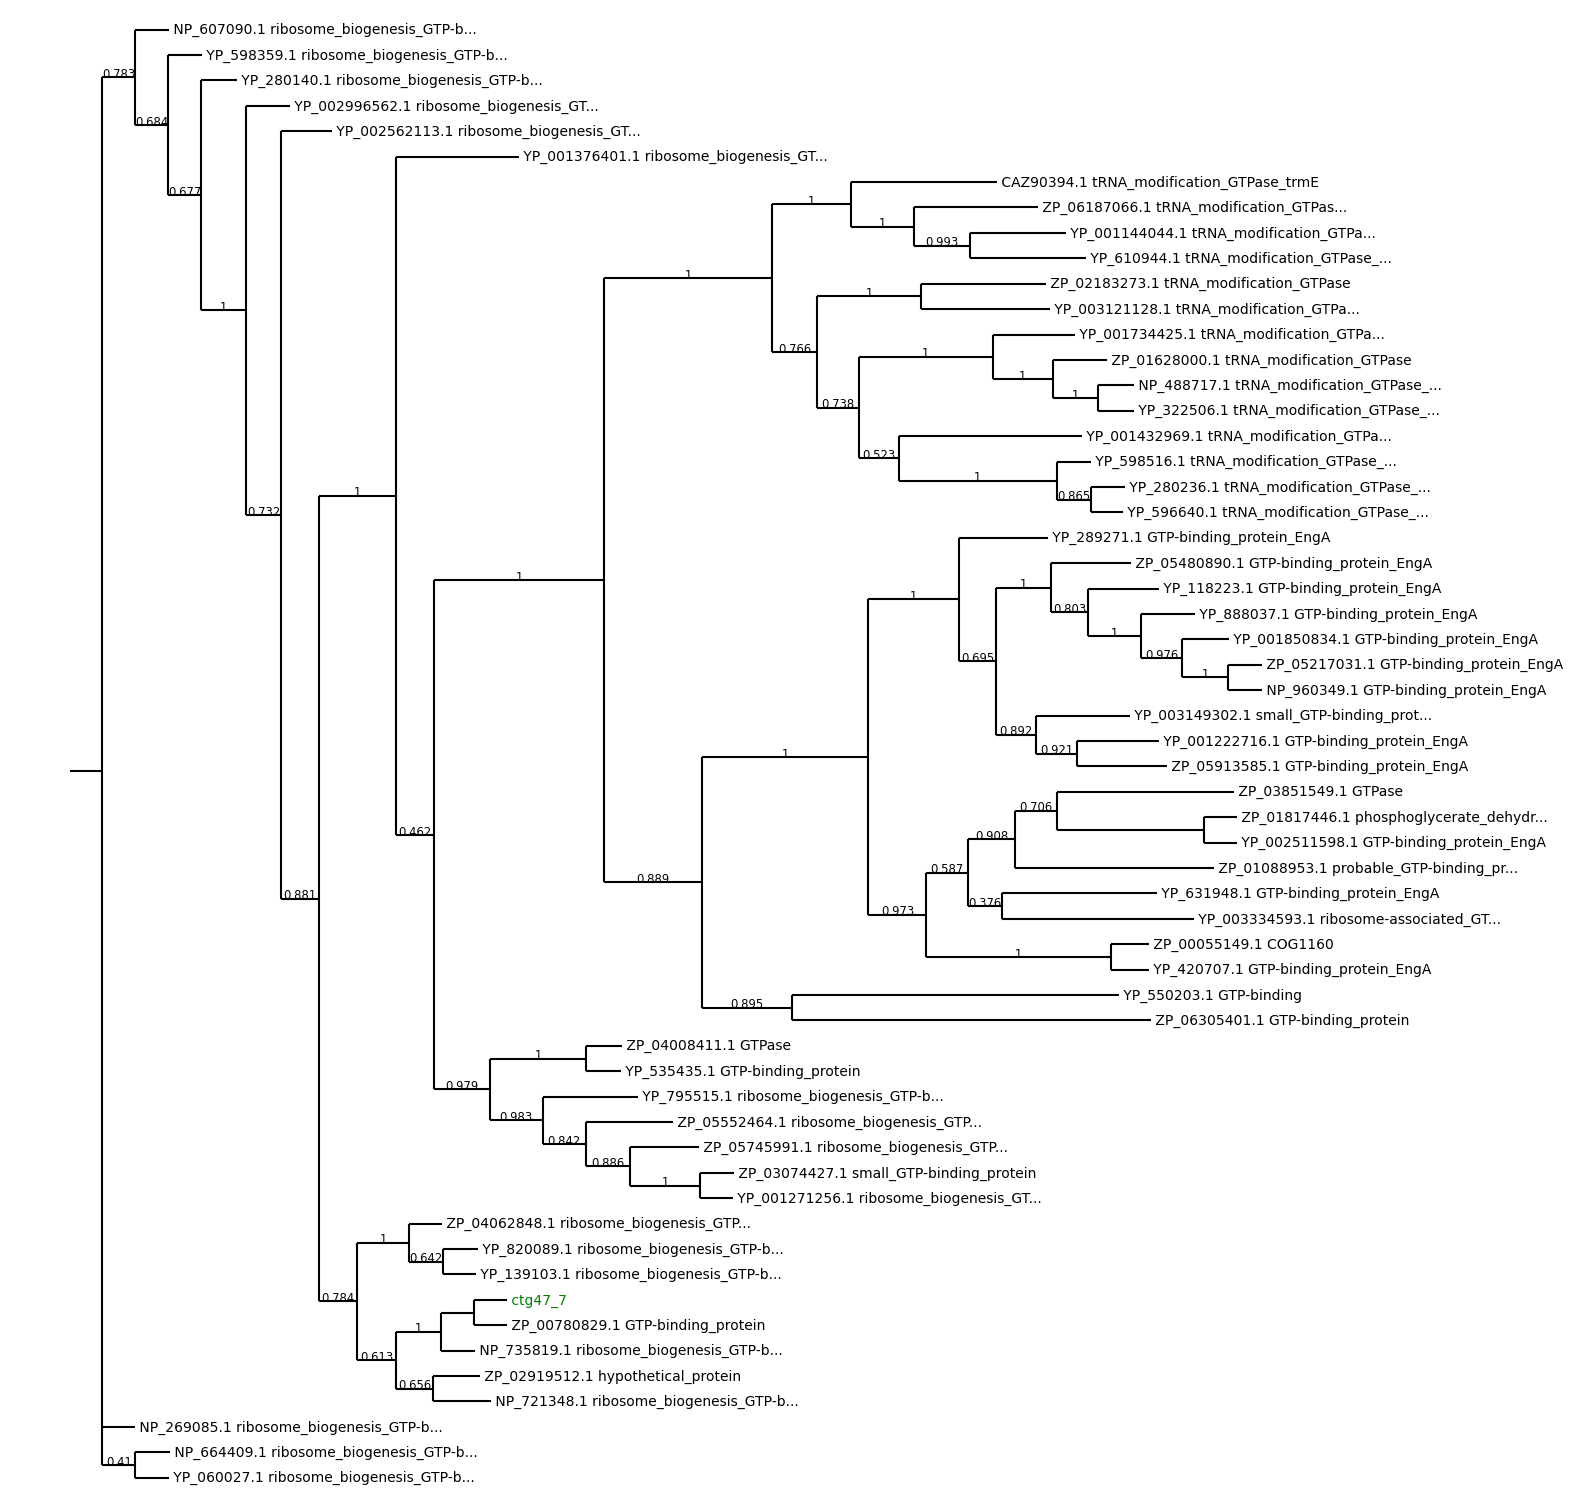 NP_607090.1 ribosome_biogenesis_GTP-b...
YP_598359.1 ribosome_biogenesis_GTP-b...
0.783
YP_280140.1 ribosome_biogenesis_GTP-b...
YP_002996562.1 ribosome_biogenesis_GT...
0.684
YP_002562113.1 ribosome_biogenesis_GT...
YP_001376401.1 ribosome_biogenesis_GT...
CAZ90394.1 tRNA_modification_GTPase_trmE
0.677
1
ZP_06187066.1 tRNA_modification_GTPas...
1
YP_001144044.1 tRNA_modification_GTPa...
0.993
YP_610944.1 tRNA_modification_GTPase_...
1
ZP_02183273.1 tRNA_modification_GTPase
1
1
YP_003121128.1 tRNA_modification_GTPa...
YP_001734425.1 tRNA_modification_GTPa...
0.766
1
ZP_01628000.1 tRNA_modification_GTPase
1
NP_488717.1 tRNA_modification_GTPase_...
1
0.738
YP_322506.1 tRNA_modification_GTPase_...
YP_001432969.1 tRNA_modification_GTPa...
0.523
YP_598516.1 tRNA_modification_GTPase_...
1
YP_280236.1 tRNA_modification_GTPase_...
1
0.865
0.732
YP_596640.1 tRNA_modification_GTPase_...
YP_289271.1 GTP-binding_protein_EngA
ZP_05480890.1 GTP-binding_protein_EngA
1
1
YP_118223.1 GTP-binding_protein_EngA
1
0.803
YP_888037.1 GTP-binding_protein_EngA
1
YP_001850834.1 GTP-binding_protein_EngA
0.976
0.695
ZP_05217031.1 GTP-binding_protein_EngA
1
NP_960349.1 GTP-binding_protein_EngA
YP_003149302.1 small_GTP-binding_prot...
0.892
YP_001222716.1 GTP-binding_protein_EngA
0.921
1
ZP_05913585.1 GTP-binding_protein_EngA
ZP_03851549.1 GTPase
0.706
ZP_01817446.1 phosphoglycerate_dehydr...
0.462
0.908
YP_002511598.1 GTP-binding_protein_EngA
ZP_01088953.1 probable_GTP-binding_pr...
0.587
0.889
0.881
YP_631948.1 GTP-binding_protein_EngA
0.376
0.973
YP_003334593.1 ribosome-associated_GT...
ZP_00055149.1 COG1160
1
YP_420707.1 GTP-binding_protein_EngA
YP_550203.1 GTP-binding
0.895
ZP_06305401.1 GTP-binding_protein
ZP_04008411.1 GTPase
1
YP_535435.1 GTP-binding_protein
0.979
YP_795515.1 ribosome_biogenesis_GTP-b...
0.983
ZP_05552464.1 ribosome_biogenesis_GTP...
0.842
ZP_05745991.1 ribosome_biogenesis_GTP...
0.886
ZP_03074427.1 small_GTP-binding_protein
1
YP_001271256.1 ribosome_biogenesis_GT...
ZP_04062848.1 ribosome_biogenesis_GTP...
1
YP_820089.1 ribosome_biogenesis_GTP-b...
0.642
YP_139103.1 ribosome_biogenesis_GTP-b...
0.784
ctg47_7
ZP_00780829.1 GTP-binding_protein
1
NP_735819.1 ribosome_biogenesis_GTP-b...
0.613
ZP_02919512.1 hypothetical_protein
0.656
NP_721348.1 ribosome_biogenesis_GTP-b...
NP_269085.1 ribosome_biogenesis_GTP-b...
NP_664409.1 ribosome_biogenesis_GTP-b...
0.41
YP_060027.1 ribosome_biogenesis_GTP-b...